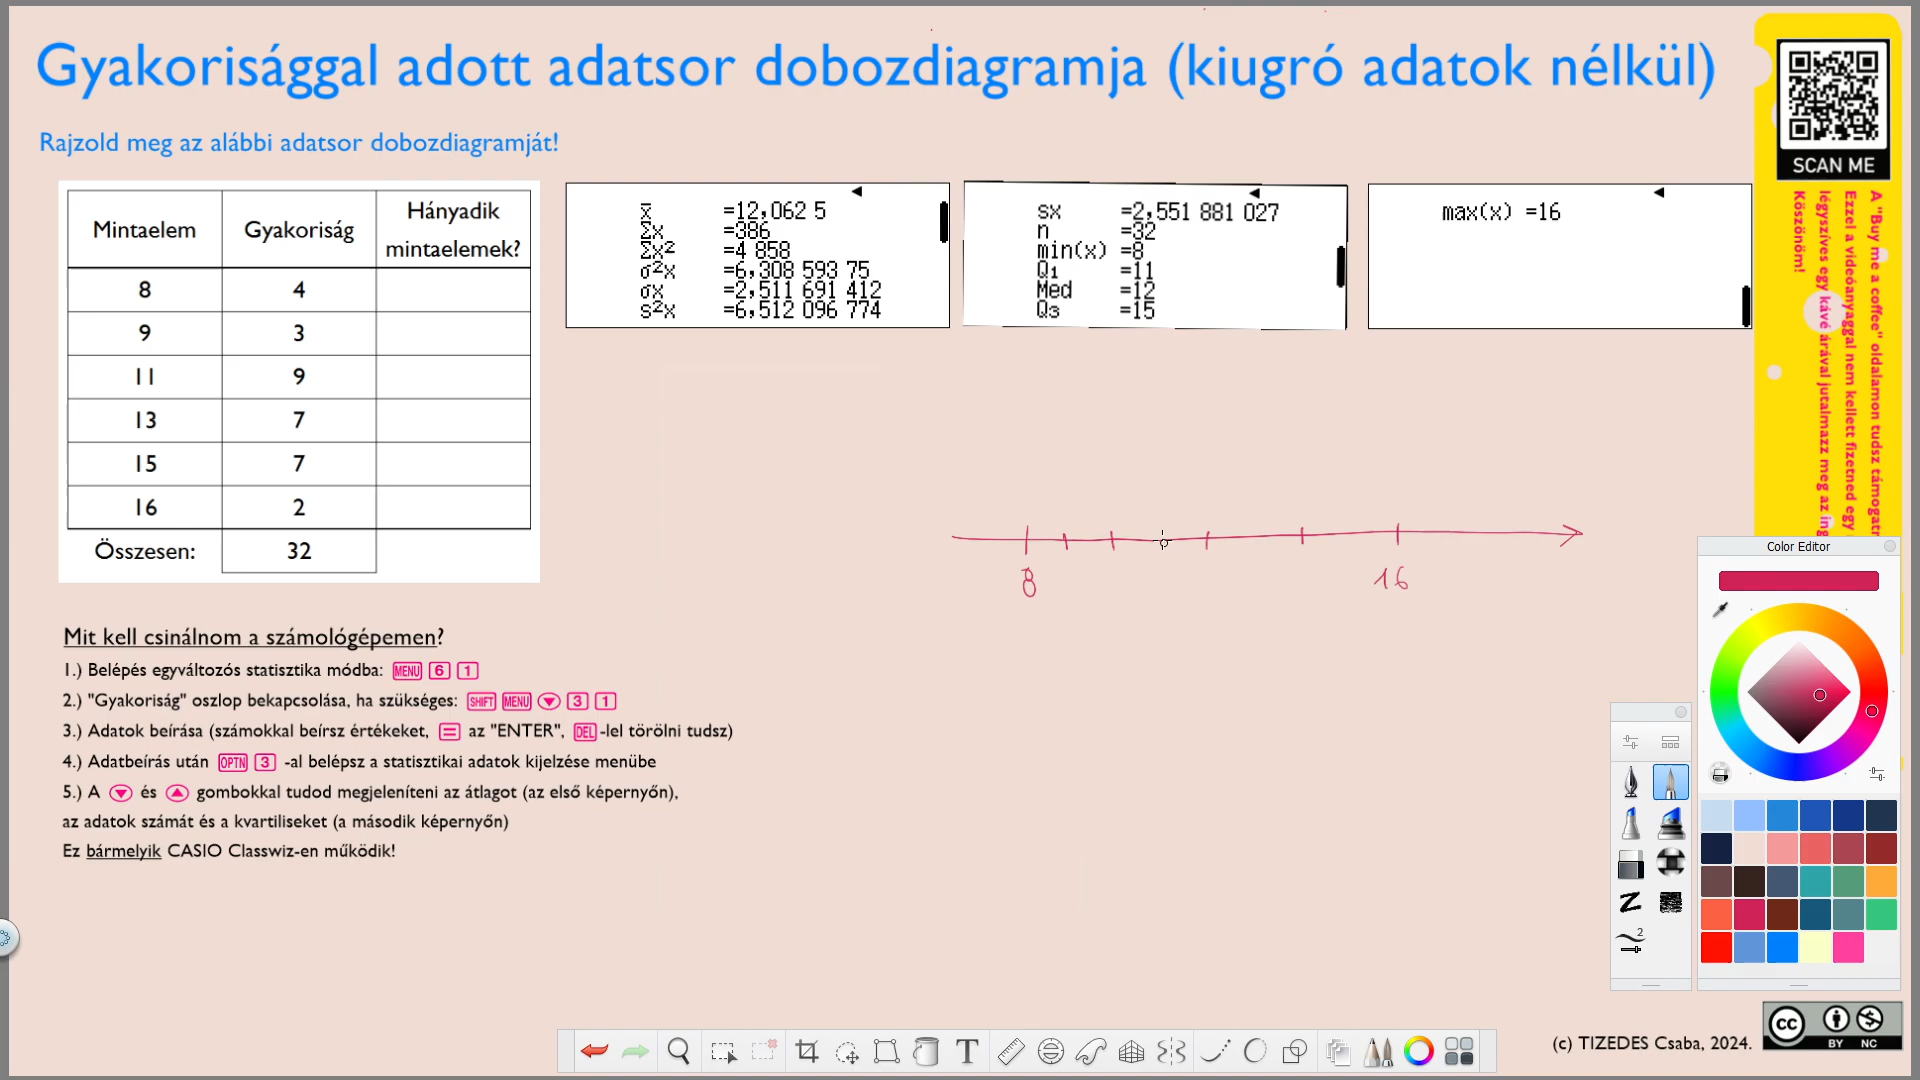 Gyakorisággal adott adatsor dobozdiagramja (kiugró adatok nélkül)
Rajzold meg az alábbi adatsor dobozdiagramját!
Mintaelem Gyakoriság Hányadik mintaelemek?
8 4
9 3
11 9
13 7
15 7
16 2
Összesen: 32
x̅ =12,062 5
Σx =386
Σx² =4 858
σ²x =6,308 593 75
σx =2,511 691 412
s²x =6,512 096 774
sx =2,551 881 027
n =32
min(x) =8
Q₁ =11
Med =12
Q₃ =15
max(x) =16
8 16
Mit kell csinálnom a számológépemen?
1.) Belépés egyváltozós statisztika módba: MENU 6 1
2.) "Gyakoriság" oszlop bekapcsolása, ha szükséges: SHIFT MENU ▼ 3 1
3.) Adatok beírása (számokkal beírsz értékeket, = az "ENTER", DEL-lel törölni tudsz)
4.) Adatbeírás után OPTN 3 -al belépsz a statisztikai adatok kijelzése menübe
5.) A ▼ és ▲ gombokkal tudod megjeleníteni az átlagot (az első képernyőn),
az adatok számát és a kvartiliseket (a második képernyőn)
Ez bármelyik CASIO Classwiz-en működik!
SCAN ME
A "Buy me a coffee" oldalamon tudsz támogatn
Ezzel a videóanyaggal nem kellett fizetned egy
légyszíves egy kávé árával jutalmazz meg az ing
Köszönöm!
Color Editor
2
T
(c) TIZEDES Csaba, 2024.
cc BY NC